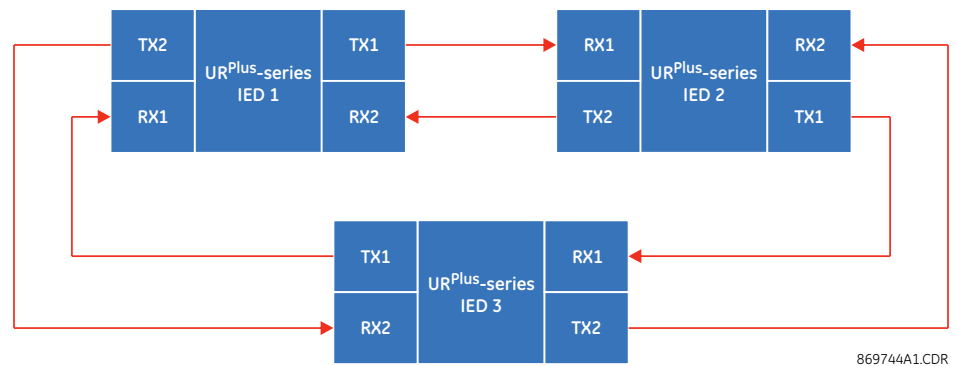 TX2
TX1
URPlus-series
IED 1
RX1
RX2
RX1
RX2
URPlus-series
IED 2
TX2
TX1
TX1
RX1
URPlus-series
IED 3
RX2
TX2
869744A1.CDR